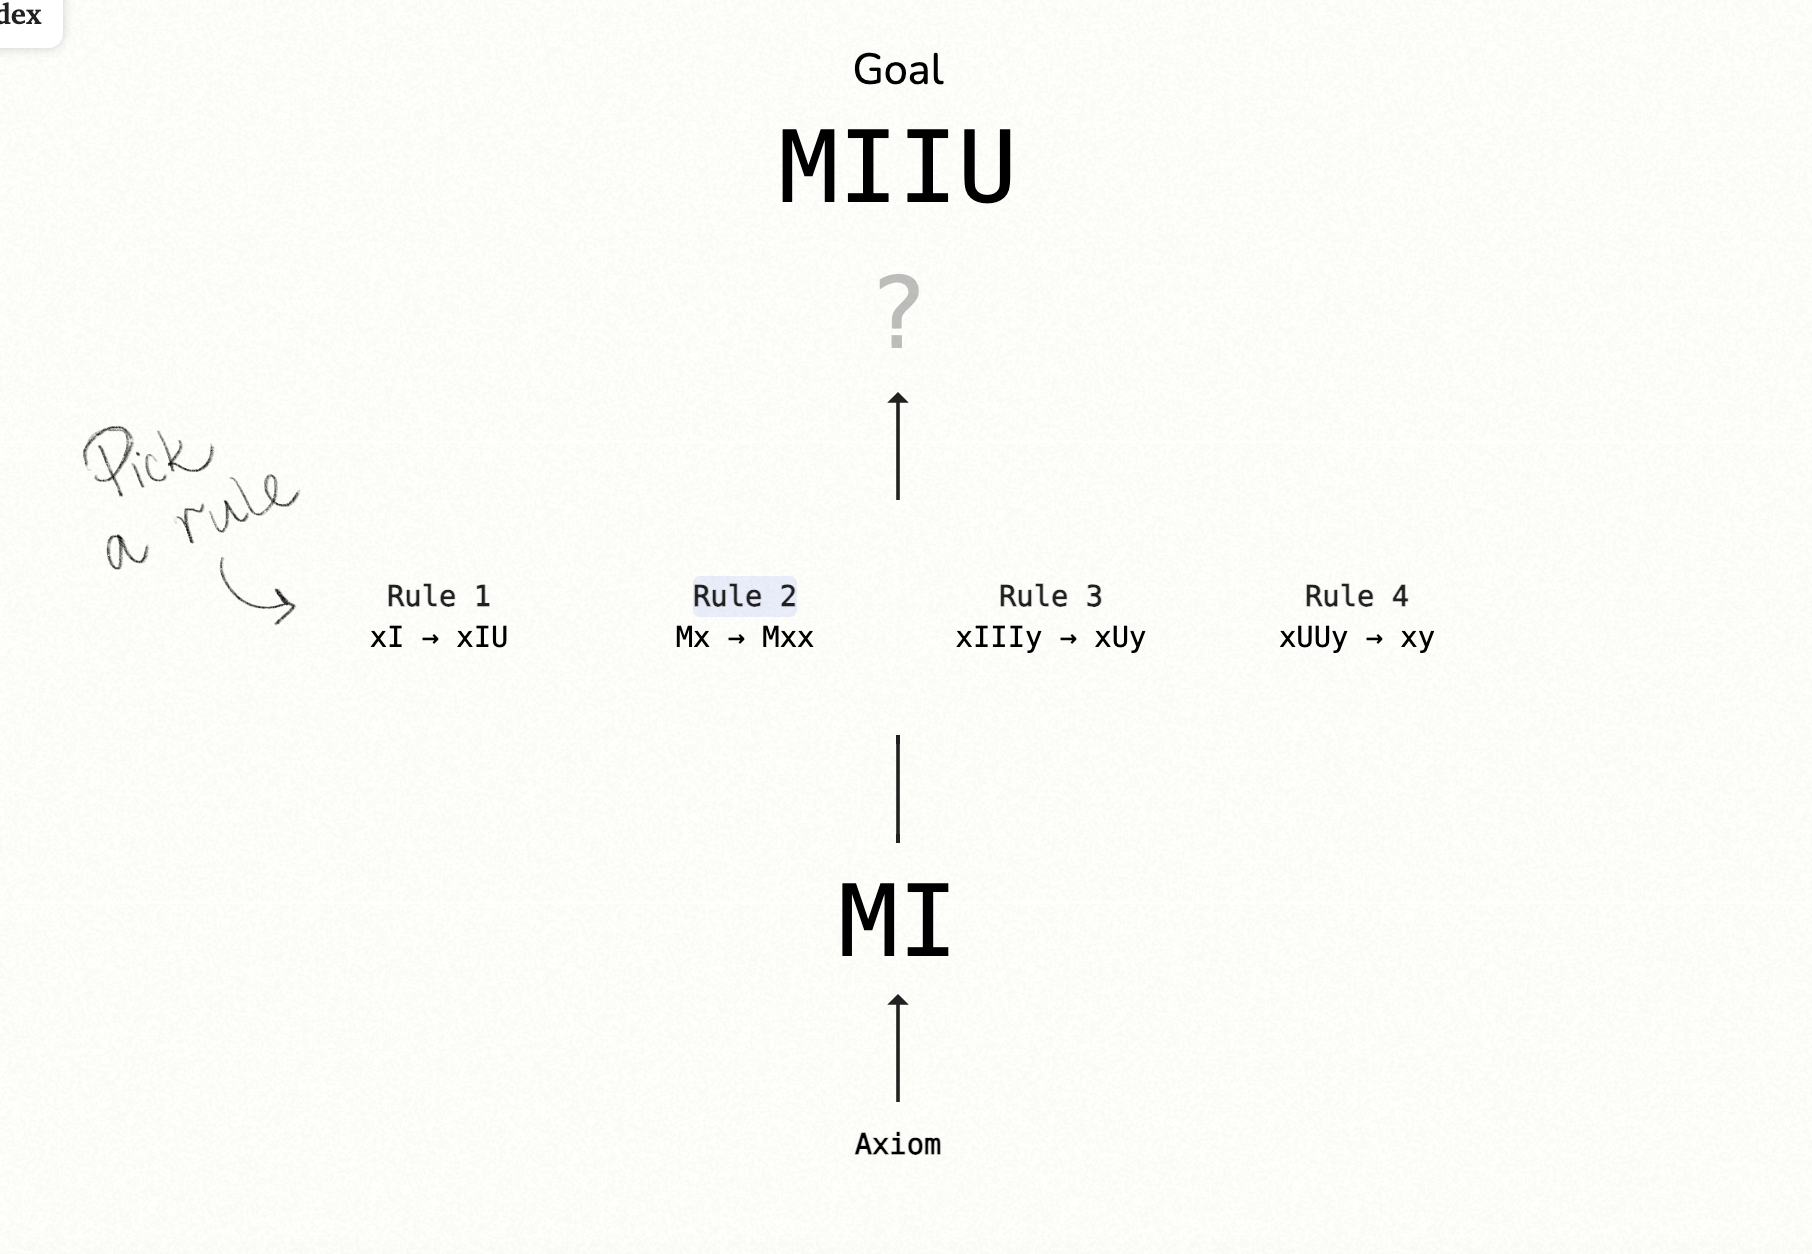 dex
Goal
MIIU
?
Pick
a rule
Rule 1 Rule 2 Rule 3 Rule 4
xI → xIU Mx → Mxx xIIIy → xUy xUUy → xy
MI
Axiom